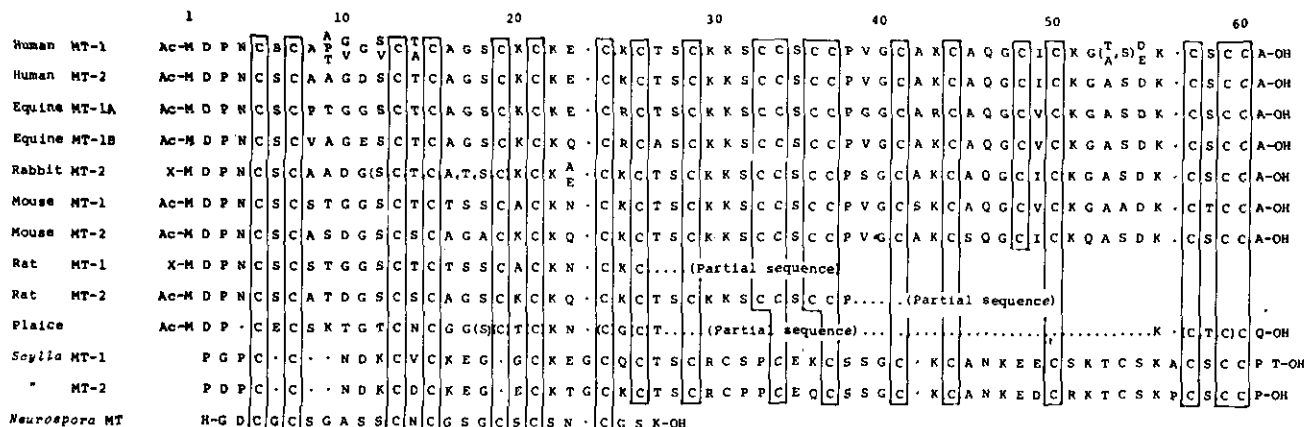 1 10 20 30 40 50 60
A G S T
Human MT-1 Ac-M D P N C S C A P V G S C A G S C K C K E · C K C T S C K K S C C S C C P V G C A K C A Q G C I C K G (T,S) D K · C S C C A-OH
T V V A A E
Human MT-2 Ac-M D P N C S C A A G D S C T C A G S C K C K E · C K C T S C K K S C C S C C P V G C A K C A Q G C I C K G A S D K · C S C C A-OH
Equine MT-1A Ac-M D P N C S C P T G G S C T C A G S C K C K E · C R C T S C K K S C C S C C P G G C A R C A Q G C V C K G A S D K · C S C C A-OH
Equine MT-1B Ac-M D P N C S C V A G E S C T C A G S C K C K Q · C R C A S C K K S C C S C C P V G C A K C A Q G C V C K G A S D K · C S C C A-OH
A
Rabbit MT-2 X-M D P N C S C A A D G (S C T C A, T, S) C K C K · C K C T S C K K S C C S C C P S G C A K C A Q G C I C K G A S D K · C S C C A-OH
E
Mouse MT-1 Ac-M D P N C S C S T G G S C T C T S S C A C K N · C K C T S C K K S C C S C C P V G C S K C A Q G C V C K G A A D K · C T C C A-OH
Mouse MT-2 Ac-M D P N C S C A S D G S C S C A G A C K C K Q · C K C T S C K K S C C S C C P V G C A K C S Q G C I C K Q A S D K · C S C C A-OH
Rat MT-1 X-M D P N C S C S T G G S C T C T S S C A C K N · C K C .... (Partial sequence)
Rat MT-2 Ac-M D P N C S C A T D G S C S C A G S C K C K Q · C K C T S C K K S C C S C C P ..... (Partial sequence)
Plaice Ac-M D P · C E C S K T G T C N C G G (S) C T C K N · C G C T .... (Partial sequence) .................. K · C T C C Q-OH
Scylla MT-1 P G P C · C · · N D K C V C K E G · G C K E G C Q C T S C R C S P C E K C S S G C · K C A N K E E C S K T C S K A C S C C P T-OH
" MT-2 P D P C · C · · N D K C D C K E G · E C K T G C K C T S C R C P P C E Q C S S G C · K C A N K E D C R K T C S K P C S C C P-OH
Neurospora MT H-G D C G C S G A S S C N C G S G C S C S N · C G S K-OH